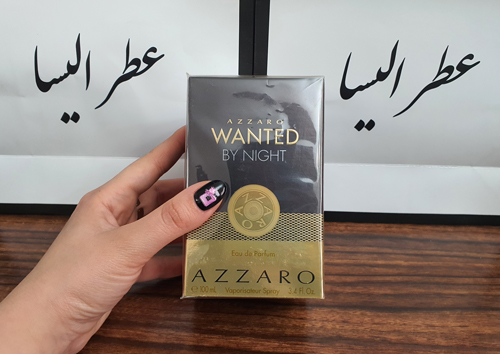 عطر الیسا
عطر الیسا
AZZARO
WANTED
BY NIGHT
Eau de Parfum
AZZARO
℮ 100 mL Vaporisateur Spray 3.4 Fl. Oz.